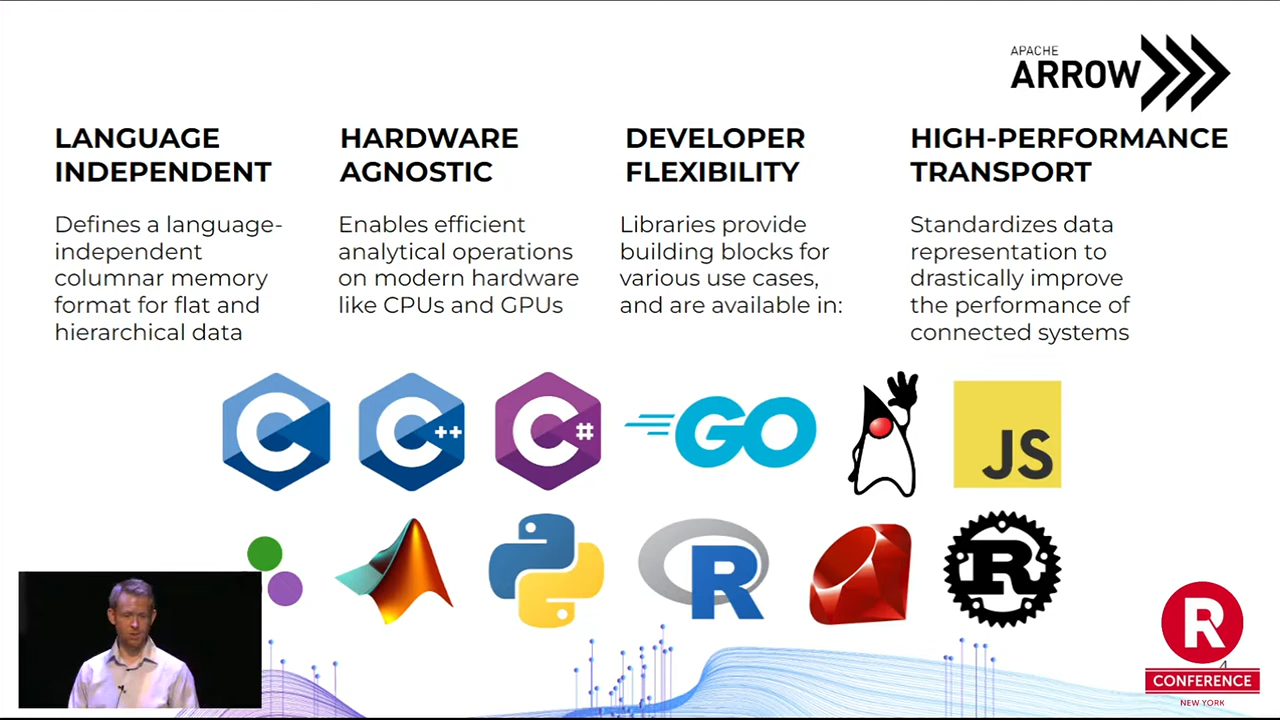 APACHE
ARROW
LANGUAGE
INDEPENDENT
Defines a language-
independent
columnar memory
format for flat and
hierarchical data
HARDWARE
AGNOSTIC
Enables efficient
analytical operations
on modern hardware
like CPUs and GPUs
DEVELOPER
FLEXIBILITY
Libraries provide
building blocks for
various use cases,
and are available in:
HIGH-PERFORMANCE
TRANSPORT
Standardizes data
representation to
drastically improve
the performance of
connected systems
C
C++
C#
GO
JS
R
R
R
4
CONFERENCE
NEW YORK